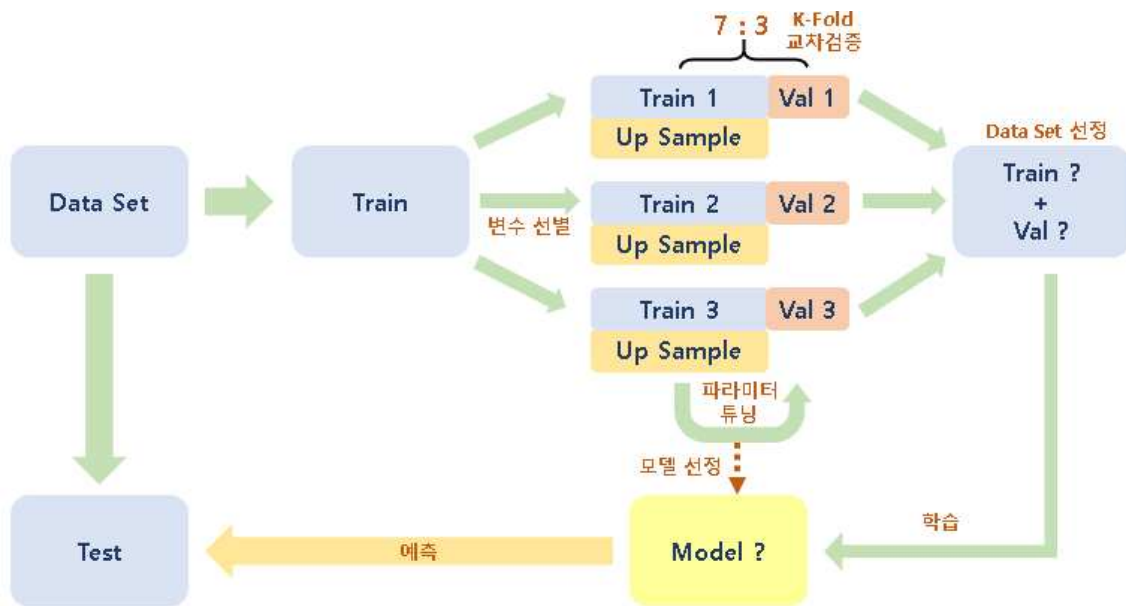 7 : 3
K-Fold
교차검증
Train 1
Val 1
Up Sample
Data Set 선정
Data Set
Train
변수 선별
Train 2
Val 2
Up Sample
Train ?
+
Val ?
Train 3
Val 3
Up Sample
파라미터
튜닝
모델 선정
학습
Test
예측
Model ?